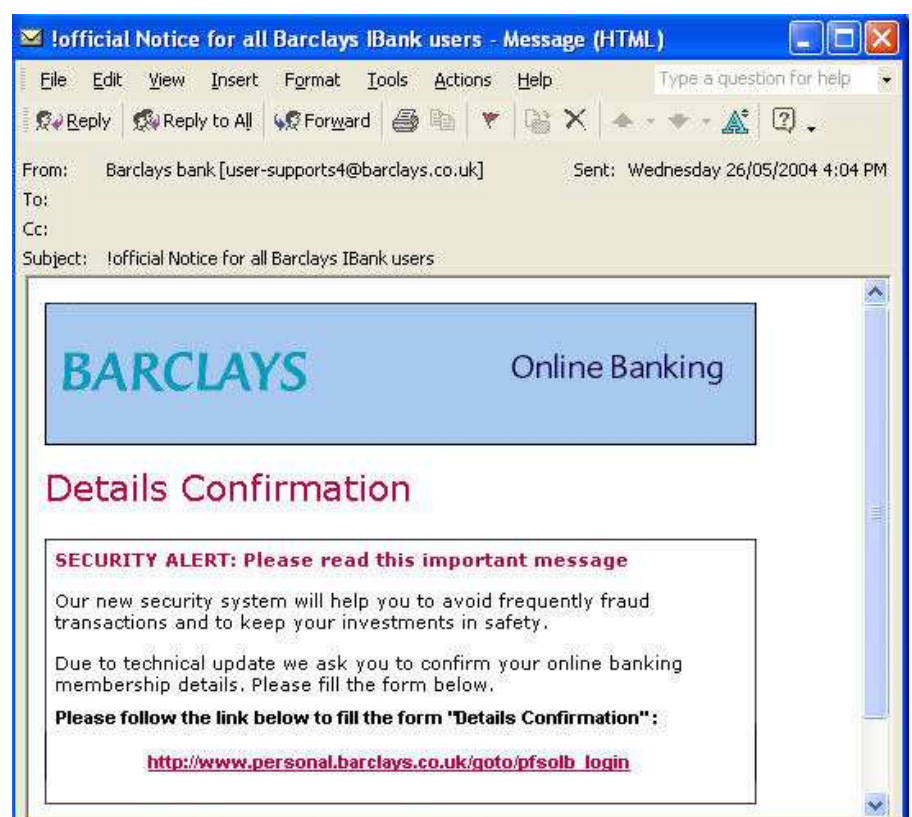 !official Notice for all Barclays IBank users - Message (HTML)
File Edit View Insert Format Tools Actions Help Type a question for help
Reply Reply to All Forward
From: Barclays bank [user-supports4@barclays.co.uk] Sent: Wednesday 26/05/2004 4:04 PM
To:
Cc:
Subject: !official Notice for all Barclays IBank users
BARCLAYS Online Banking
Details Confirmation
SECURITY ALERT: Please read this important message
Our new security system will help you to avoid frequently fraud
transactions and to keep your investments in safety.
Due to technical update we ask you to confirm your online banking
membership details. Please fill the form below.
Please follow the link below to fill the form "Details Confirmation" :
http://www.personal.barclays.co.uk/goto/pfsolb_login